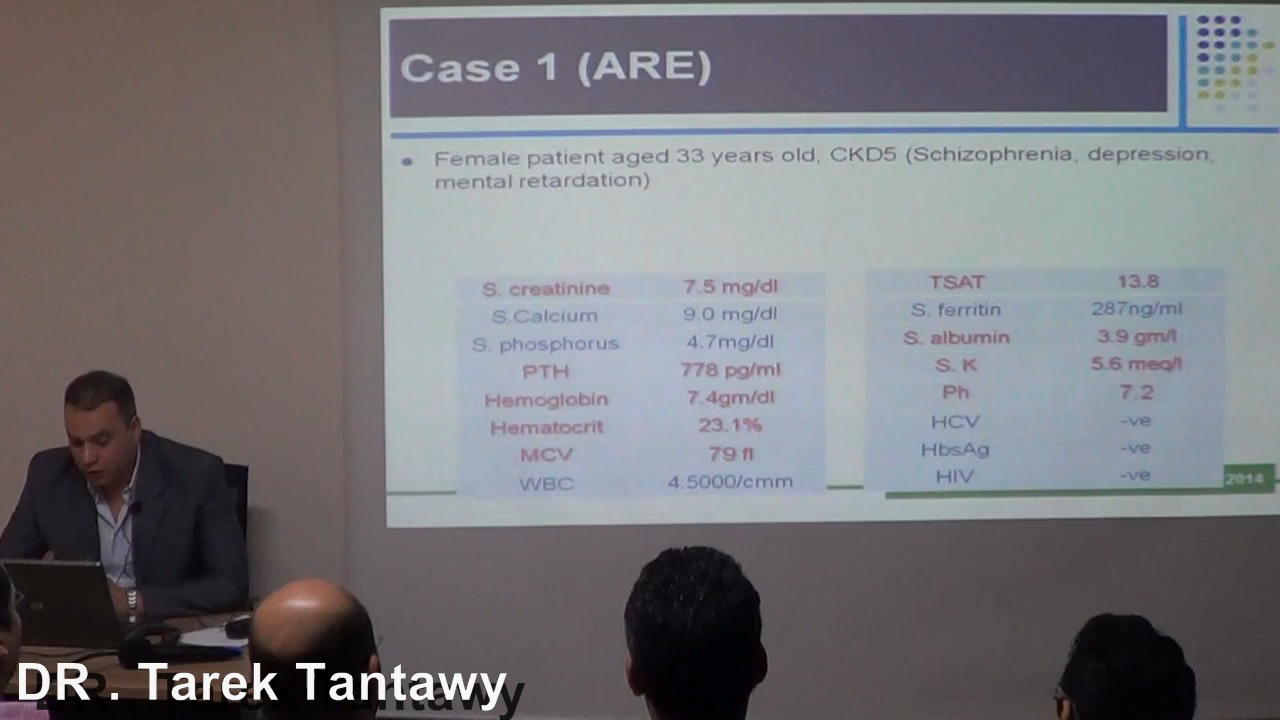 Case 1 (ARE)
Female patient aged 33 years old, CKD5 (Schizophrenia, depression,
mental retardation)
S. creatinine 7.5 mg/dl
S.Calcium 9.0 mg/dl
S. phosphorus 4.7mg/dl
PTH 778 pg/ml
Hemoglobin 7.4gm/dl
Hematocrit 23.1%
MCV 79 fl
WBC 4.5000/cmm
TSAT 13.8
S. ferritin 287ng/ml
S. albumin 3.9 gm/l
S. K 5.6 meq/l
Ph 7.2
HCV -ve
HbsAg -ve
HIV -ve
2014
DR . Tarek Tantawy